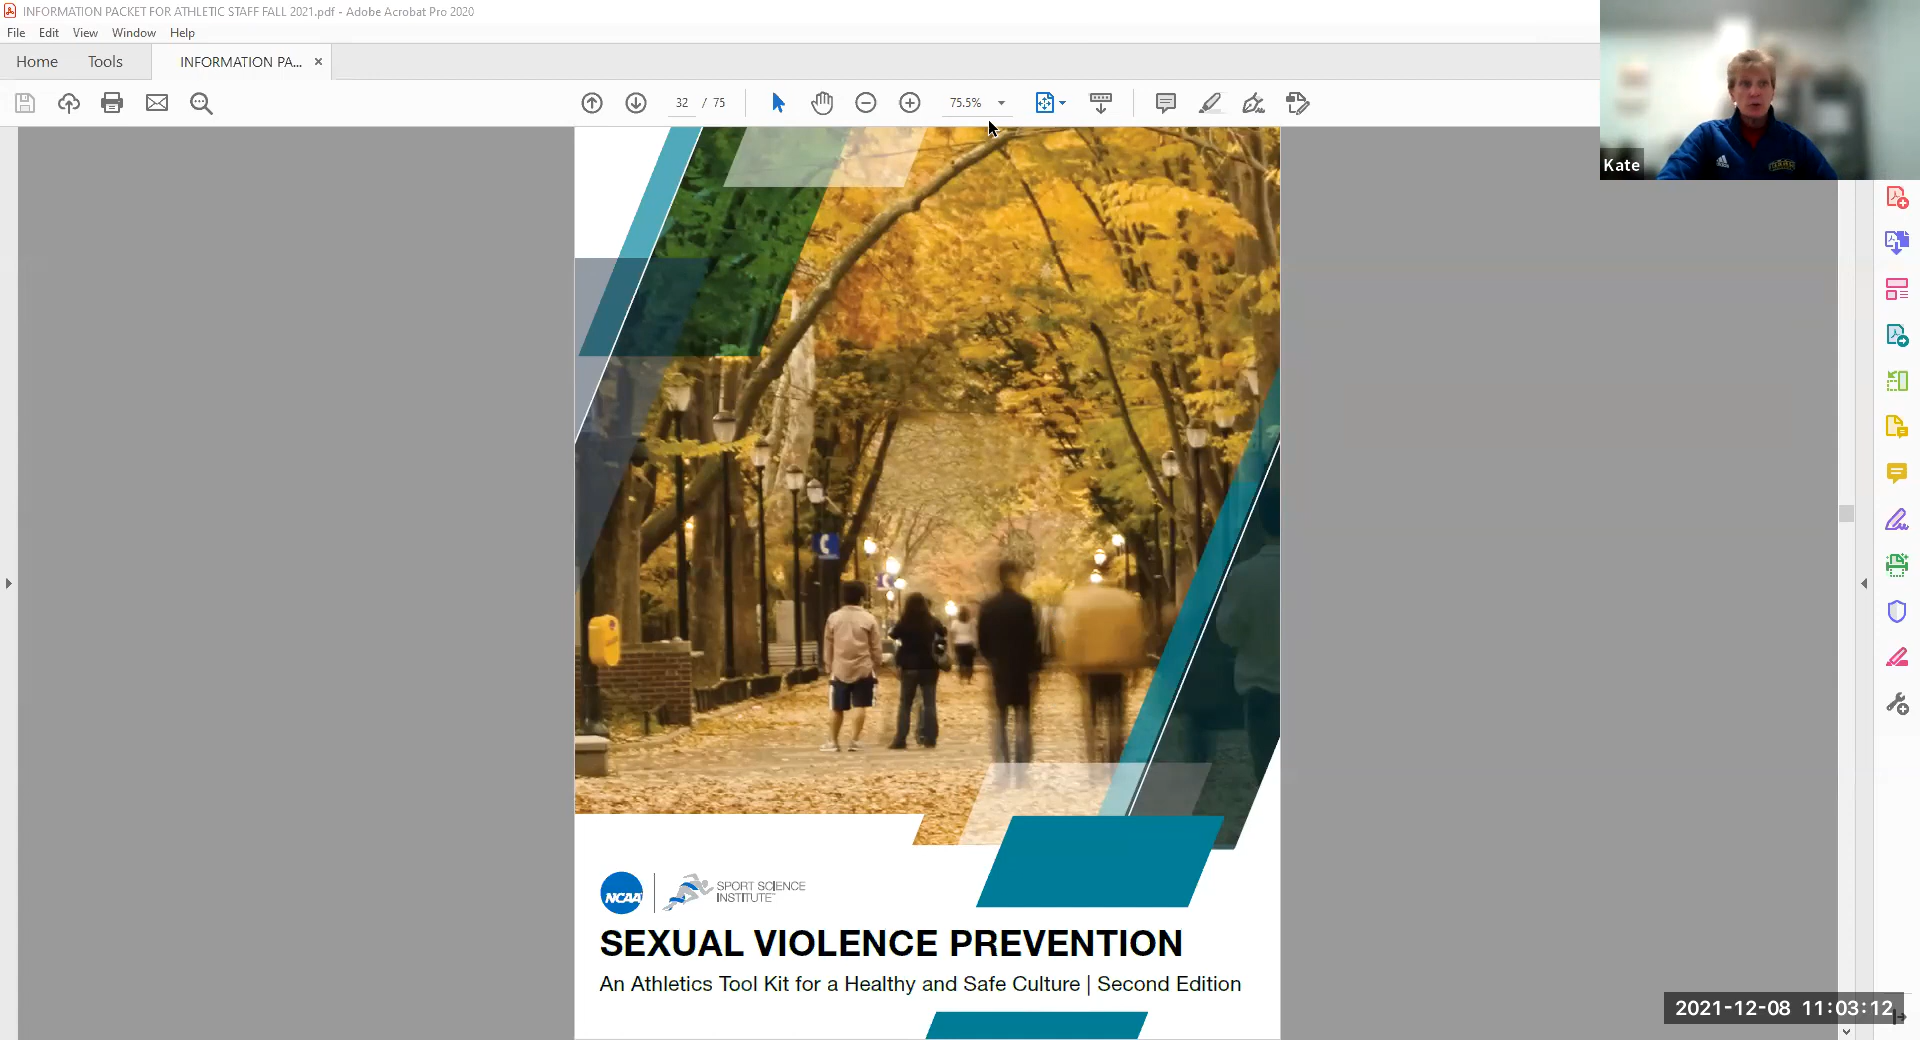 INFORMATION PACKET FOR ATHLETIC STAFF FALL 2021.pdf - Adobe Acrobat Pro 2020
File Edit View Window Help
Home Tools INFORMATION PA... ×
32 / 75 75.5%
Kate
NCAA SPORT SCIENCE
INSTITUTE™
SEXUAL VIOLENCE PREVENTION
An Athletics Tool Kit for a Healthy and Safe Culture | Second Edition
2021-12-08 11:03:12